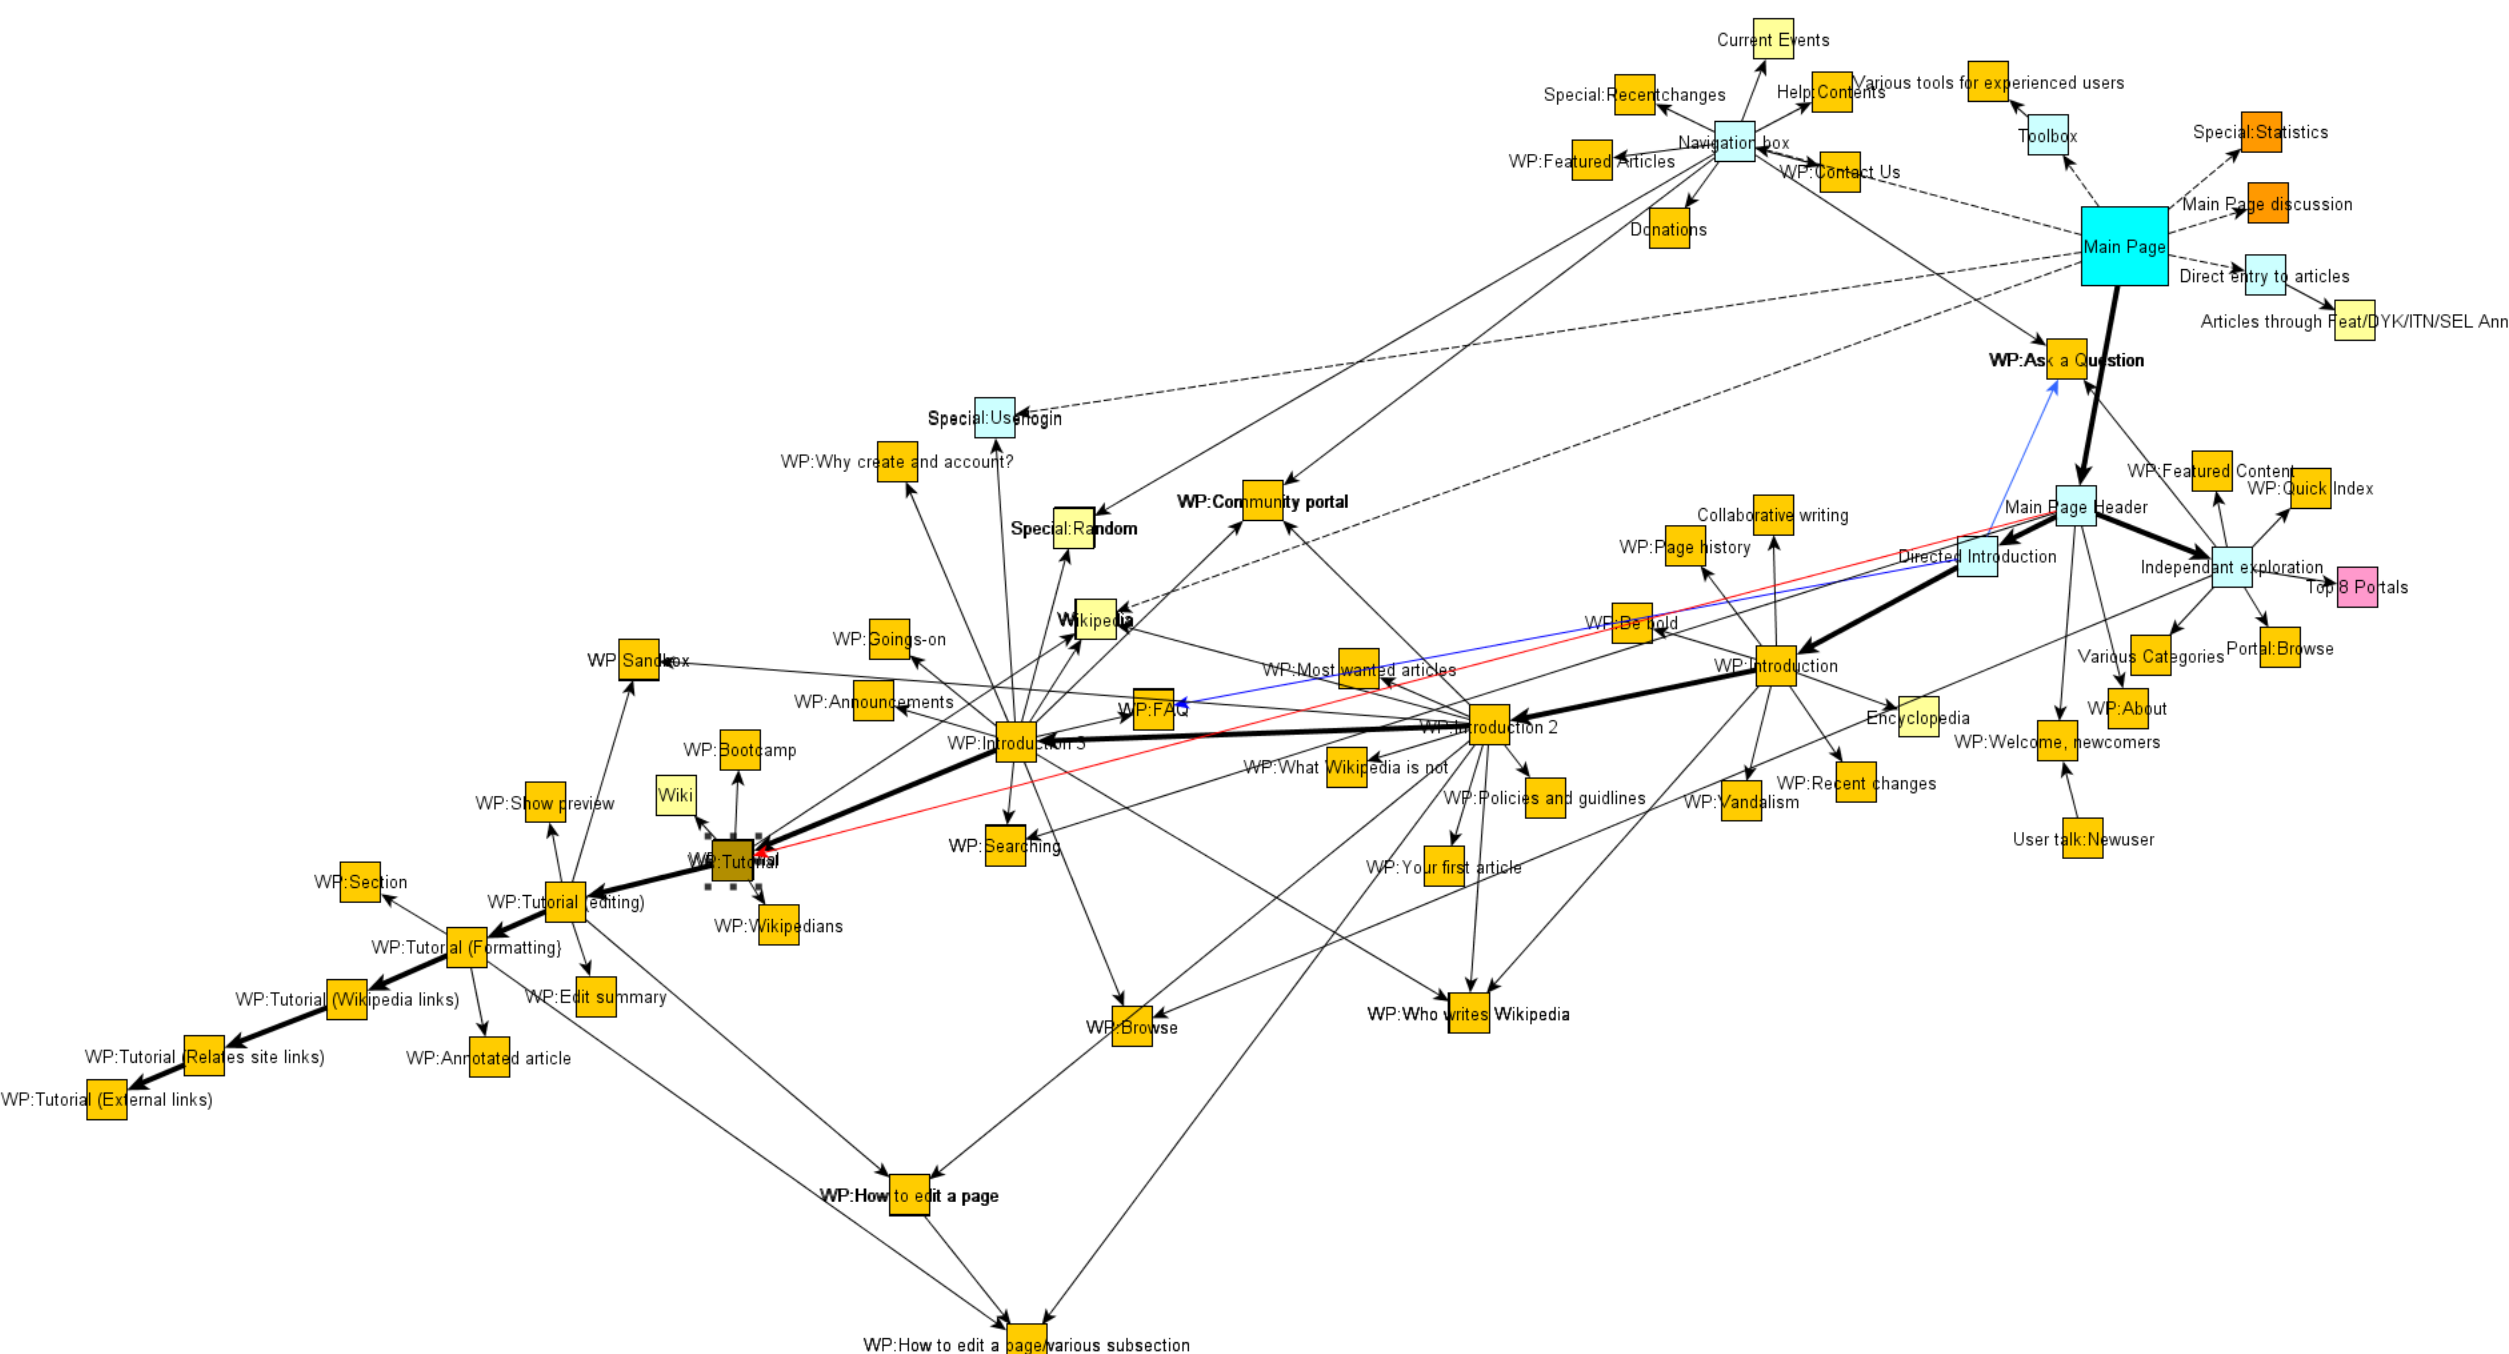 Current Events
Various tools for experienced users
Special:Recentchanges
Help:Contents
Special:Statistics
Toolbox
Navigation box
WP:Featured Articles
WP:Contact Us
Main Page discussion
Donations
Main Page
Direct entry to articles
Articles through Feat/DYK/ITN/SEL Ann
WP:Ask a Question
Special:Userlogin
WP:Why create and account?
WP:Featured Content
WP:Quick Index
WP:Community portal
Main Page Header
Collaborative writing
Special:Random
WP:Page history
Directed Introduction
Independant exploration
Top 8 Portals
Wikipedia
WP:Be bold
WP:Goings-on
Portal:Browse
Various Categories
WP Sandbox
WP:Introduction
WP:Most wanted articles
WP:Announcements
WP:FAQ
WP:About
Encyclopedia
WP:Introduction 2
WP:Introduction 3
WP:Welcome, newcomers
WP:Bootcamp
WP:What Wikipedia is not
WP:Recent changes
Wiki
WP:Policies and guidlines
WP:Vandalism
WP:Show preview
User talk:Newuser
WP:Searching
WP:Tutorial
WP:Your first article
WP:Section
WP:Tutorial (editing)
WP:Wikipedians
WP:Tutorial (Formatting}
WP:Edit summary
WP:Tutorial (Wikipedia links)
WP:Who writes Wikipedia
WP:Browse
WP:Tutorial (Relates site links)
WP:Annotated article
WP:Tutorial (External links)
WP:How to edit a page
WP:How to edit a page/various subsection